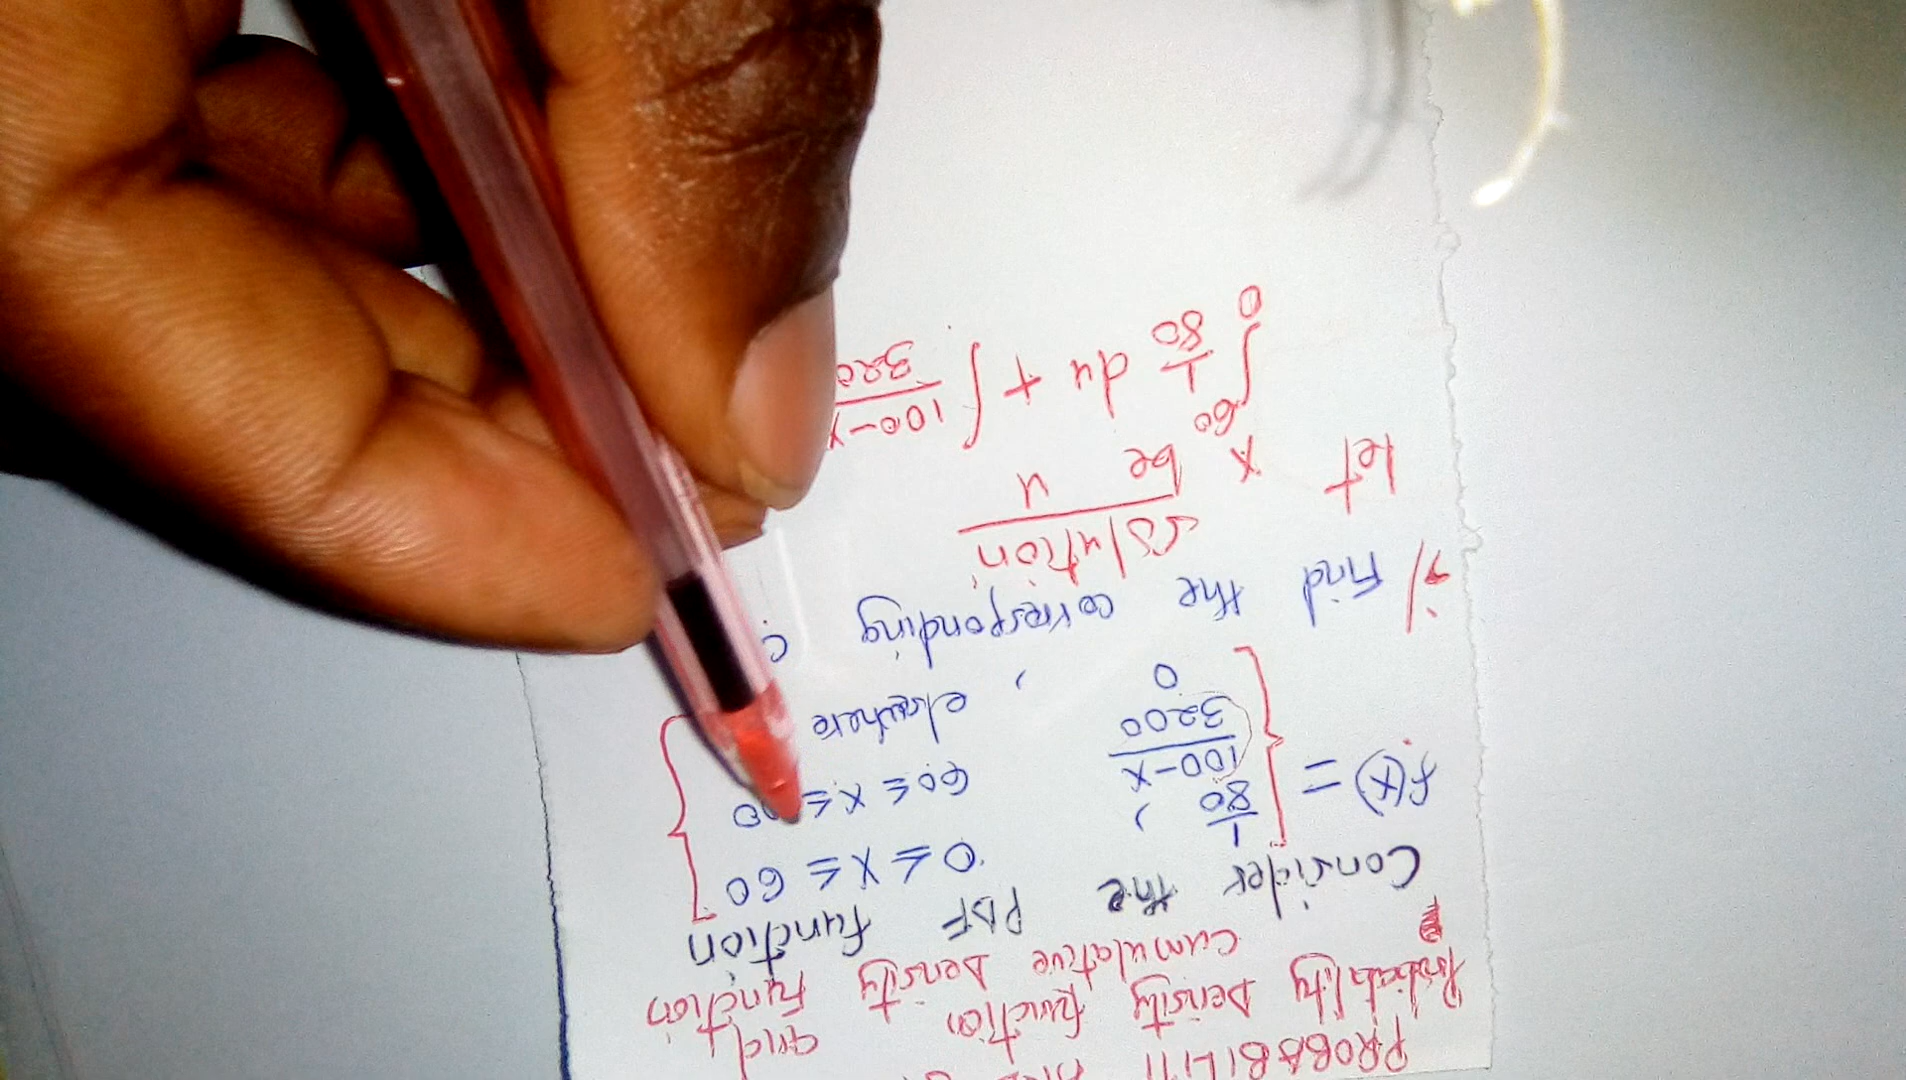 PROBABILITY
Probability Density function and
cumulative Density Function
Consider the PDF function
f(x) = { 1/80 , 0 ≤ x ≤ 60
100-x/3200 60 ≤ x ≤
0 , elsewhere }
i/ Find the corresponding
Solution
Let x be u
∫₀⁶⁰ 1/80 du + ∫ 100-x/320